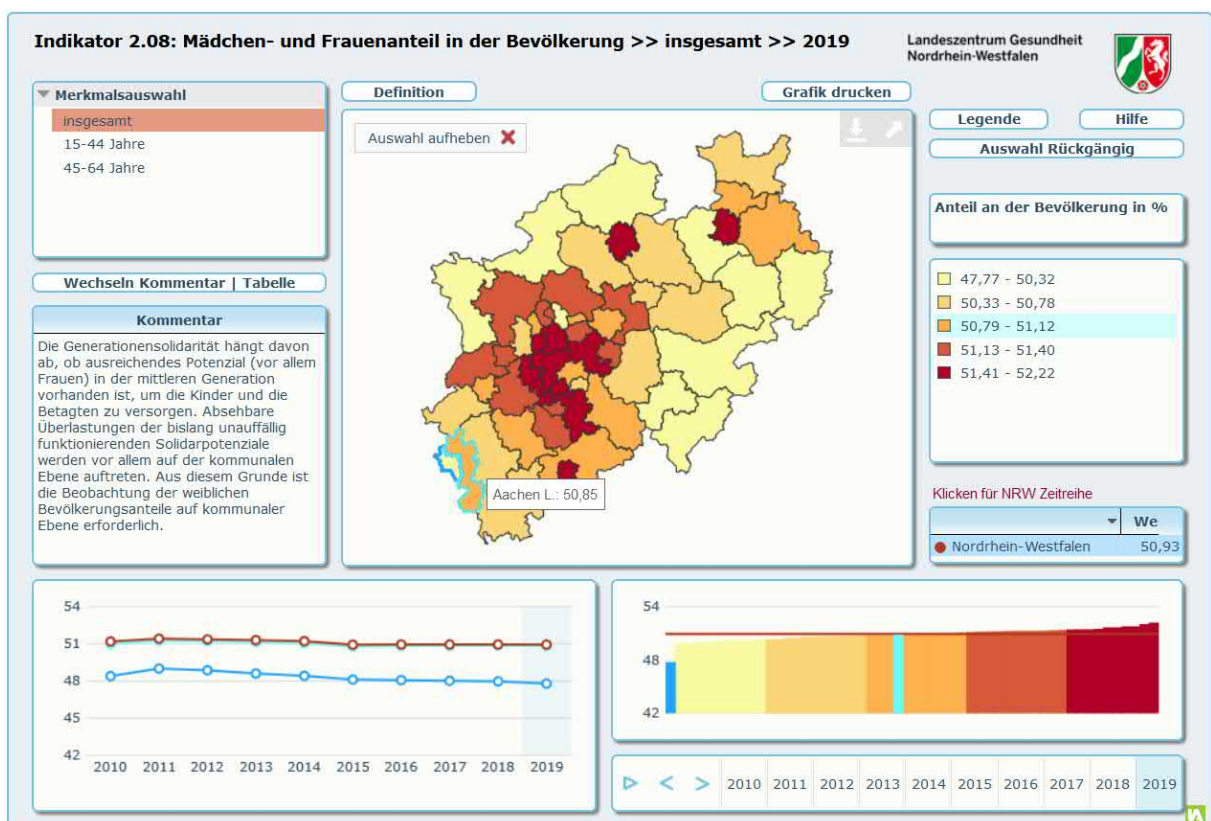 Indikator 2.08: Mädchen- und Frauenanteil in der Bevölkerung >> insgesamt >> 2019
Landeszentrum Gesundheit
Nordrhein-Westfalen
Merkmalsauswahl
insgesamt
15-44 Jahre
45-64 Jahre
Wechseln Kommentar | Tabelle
Kommentar
Die Generationensolidarität hängt davon
ab, ob ausreichendes Potenzial (vor allem
Frauen) in der mittleren Generation
vorhanden ist, um die Kinder und die
Betagten zu versorgen. Absehbare
Überlastungen der bislang unauffällig
funktionierenden Solidarpotenziale
werden vor allem auf der kommunalen
Ebene auftreten. Aus diesem Grunde ist
die Beobachtung der weiblichen
Bevölkerungsanteile auf kommunaler
Ebene erforderlich.
Definition
Grafik drucken
Auswahl aufheben
Aachen L.: 50,85
Legende
Hilfe
Auswahl Rückgängig
Anteil an der Bevölkerung in %
47,77 - 50,32
50,33 - 50,78
50,79 - 51,12
51,13 - 51,40
51,41 - 52,22
Klicken für NRW Zeitreihe
We
Nordrhein-Westfalen 50,93
54
51
48
45
42
2010 2011 2012 2013 2014 2015 2016 2017 2018 2019
54
48
42
2010 2011 2012 2013 2014 2015 2016 2017 2018 2019